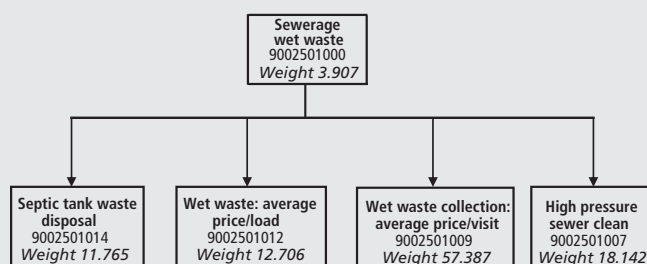 Sewerage
wet waste
9002501000
Weight 3.907
Septic tank waste
disposal
9002501014
Weight 11.765
Wet waste: average
price/load
9002501012
Weight 12.706
Wet waste collection:
average price/visit
9002501009
Weight 57.387
High pressure
sewer clean
9002501007
Weight 18.142